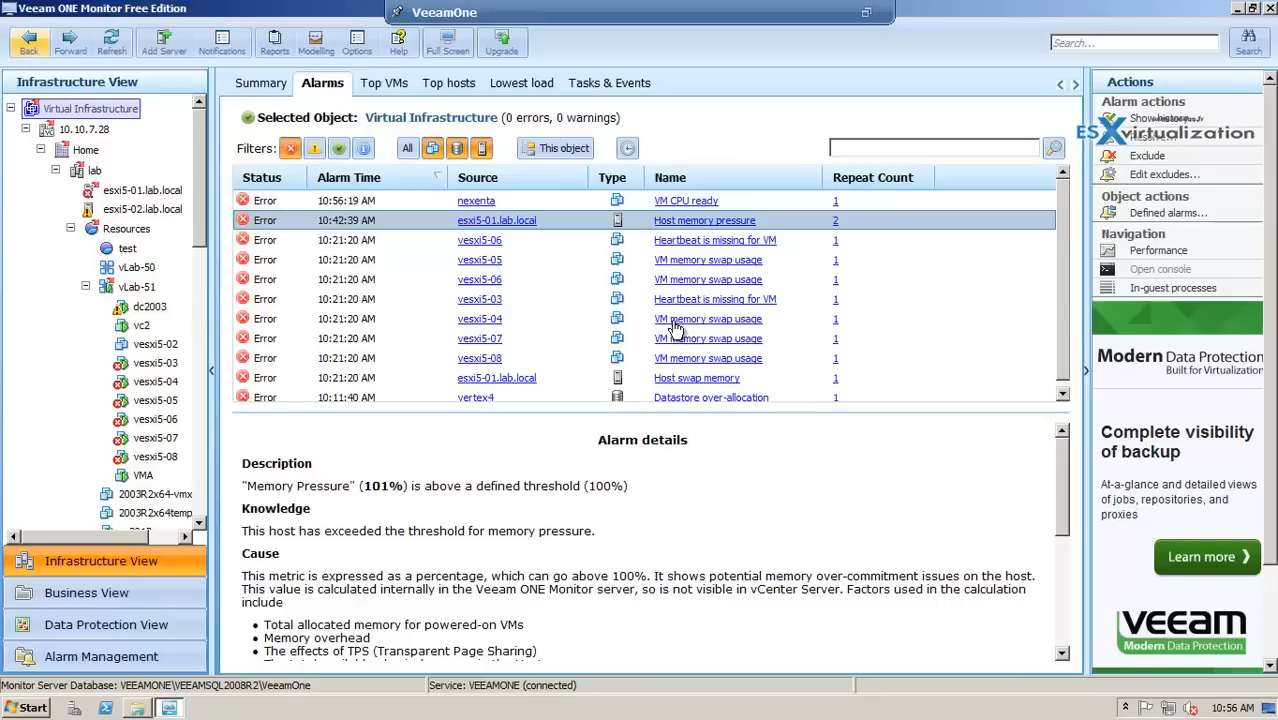 Veeam ONE Monitor Free Edition
VeeamOne
Back Forward Refresh Add Server Notifications Reports Modelling Options Help Full Screen Upgrade
Search...
Search
Infrastructure View
Virtual Infrastructure
10.10.7.28
Home
lab
esxi5-01.lab.local
esxi5-02.lab.local
Resources
test
vLab-50
vLab-51
dc2003
vc2
vesxi5-02
vesxi5-03
vesxi5-04
vesxi5-05
vesxi5-06
vesxi5-07
vesxi5-08
VMA
2003R2x64-vmx
2003R2x64temp
Infrastructure View
Business View
Data Protection View
Alarm Management
Summary Alarms Top VMs Top hosts Lowest load Tasks & Events
Selected Object: Virtual Infrastructure (0 errors, 0 warnings)
Filters: All This object
Status Alarm Time Source Type Name Repeat Count
Error 10:56:19 AM nexenta VM CPU ready 1
Error 10:42:39 AM esxi5-01.lab.local Host memory pressure 2
Error 10:21:20 AM vesxi5-06 Heartbeat is missing for VM 1
Error 10:21:20 AM vesxi5-05 VM memory swap usage 1
Error 10:21:20 AM vesxi5-06 VM memory swap usage 1
Error 10:21:20 AM vesxi5-03 Heartbeat is missing for VM 1
Error 10:21:20 AM vesxi5-04 VM memory swap usage 1
Error 10:21:20 AM vesxi5-07 VM memory swap usage 1
Error 10:21:20 AM vesxi5-08 VM memory swap usage 1
Error 10:21:20 AM esxi5-01.lab.local Host swap memory 1
Error 10:11:40 AM vertex4 Datastore over-allocation 1
Alarm details
Description
"Memory Pressure" (101%) is above a defined threshold (100%)
Knowledge
This host has exceeded the threshold for memory pressure.
Cause
This metric is expressed as a percentage, which can go above 100%. It shows potential memory over-commitment issues on the host.
This value is calculated internally in the Veeam ONE Monitor server, so is not visible in vCenter Server. Factors used in the calculation
include
• Total allocated memory for powered-on VMs
• Memory overhead
• The effects of TPS (Transparent Page Sharing)
Actions
Alarm actions
Show history...
ESX virtualization
Exclude
Edit excludes...
Object actions
Defined alarms...
Navigation
Performance
Open console
In-guest processes
Modern Data Protection
Built for Virtualization
Complete visibility
of backup
At-a-glance and detailed
views of jobs, repositories, and
proxies
Learn more
veeam
Modern Data Protection
Monitor Server Database: VEEAMONE\VEEAMSQL2008R2\VeeamOne
Service: VEEAMONE (connected)
Start
10:56 AM